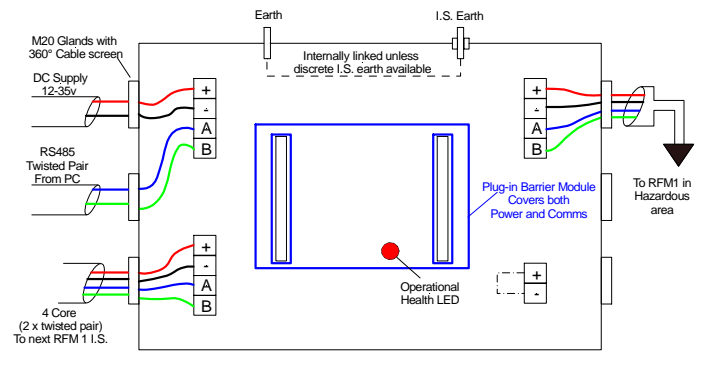 Earth
I.S. Earth
M20 Glands with
360° Cable screen
Internally linked unless
discrete I.S. earth available
DC Supply
12-35v
+
-
A
B
+
-
A
B
RS485
Twisted Pair
From PC
Plug-in Barrier Module
Covers both
Power and Comms
To RFM1 in
Hazardous
area
+
-
A
B
Operational
Health LED
+
-
4 Core
(2 x twisted pair)
To next RFM 1 I.S.